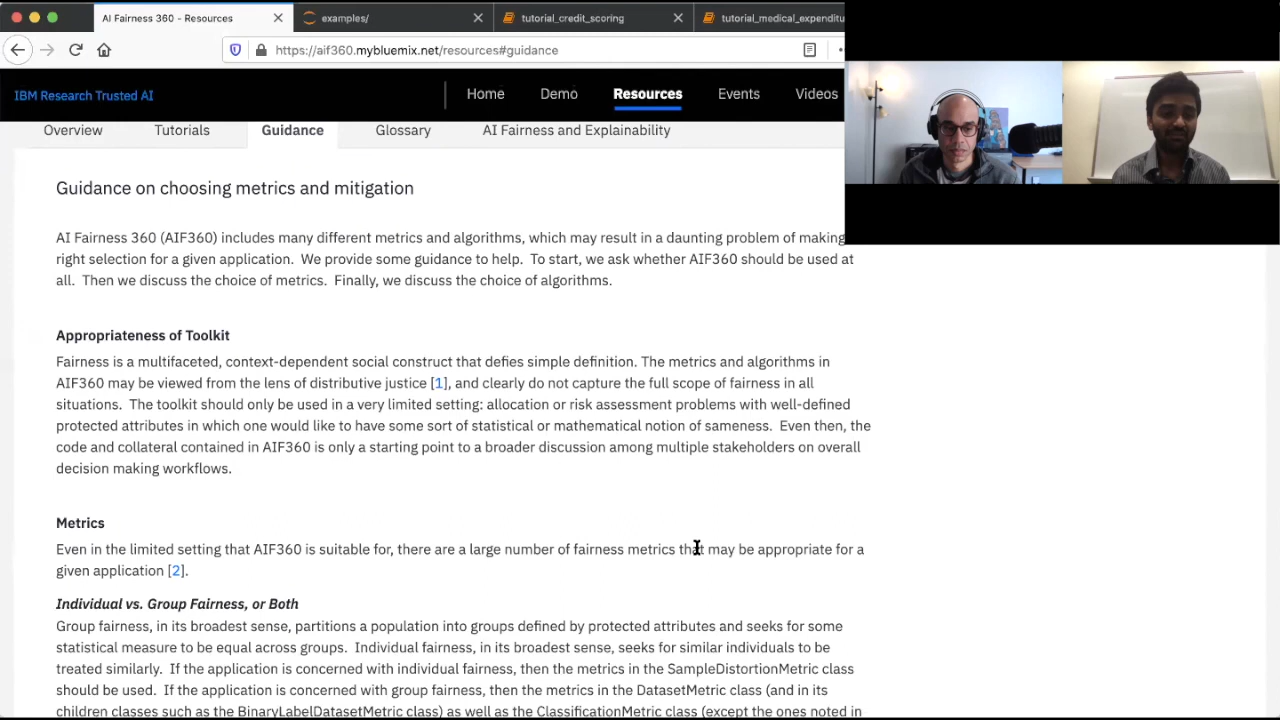 AI Fairness 360 - Resources
examples/
tutorial_credit_scoring
tutorial_medical_expenditu
https://aif360.mybluemix.net/resources#guidance
IBM Research Trusted AI
Home
Demo
Resources
Events
Videos
Overview
Tutorials
Guidance
Glossary
AI Fairness and Explainability
Guidance on choosing metrics and mitigation
AI Fairness 360 (AIF360) includes many different metrics and algorithms, which may result in a daunting problem of making
right selection for a given application. We provide some guidance to help. To start, we ask whether AIF360 should be used at
all. Then we discuss the choice of metrics. Finally, we discuss the choice of algorithms.
Appropriateness of Toolkit
Fairness is a multifaceted, context-dependent social construct that defies simple definition. The metrics and algorithms in
AIF360 may be viewed from the lens of distributive justice [1], and clearly do not capture the full scope of fairness in all
situations. The toolkit should only be used in a very limited setting: allocation or risk assessment problems with well-defined
protected attributes in which one would like to have some sort of statistical or mathematical notion of sameness. Even then, the
code and collateral contained in AIF360 is only a starting point to a broader discussion among multiple stakeholders on overall
decision making workflows.
Metrics
Even in the limited setting that AIF360 is suitable for, there are a large number of fairness metrics that may be appropriate for a
given application [2].
Individual vs. Group Fairness, or Both
Group fairness, in its broadest sense, partitions a population into groups defined by protected attributes and seeks for some
statistical measure to be equal across groups. Individual fairness, in its broadest sense, seeks for similar individuals to be
treated similarly. If the application is concerned with individual fairness, then the metrics in the SampleDistortionMetric class
should be used. If the application is concerned with group fairness, then the metrics in the DatasetMetric class (and in its
children classes such as the BinaryLabelDatasetMetric class) as well as the ClassificationMetric class (except the ones noted in